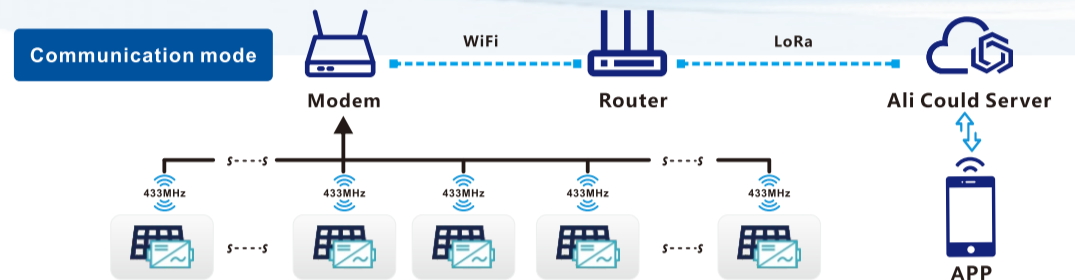 Communication mode
WiFi
LoRa
Modem
Router
Ali Could Server
s----s
s----s
433MHz
433MHz
433MHz
433MHz
433MHz
s----s
s----s
APP